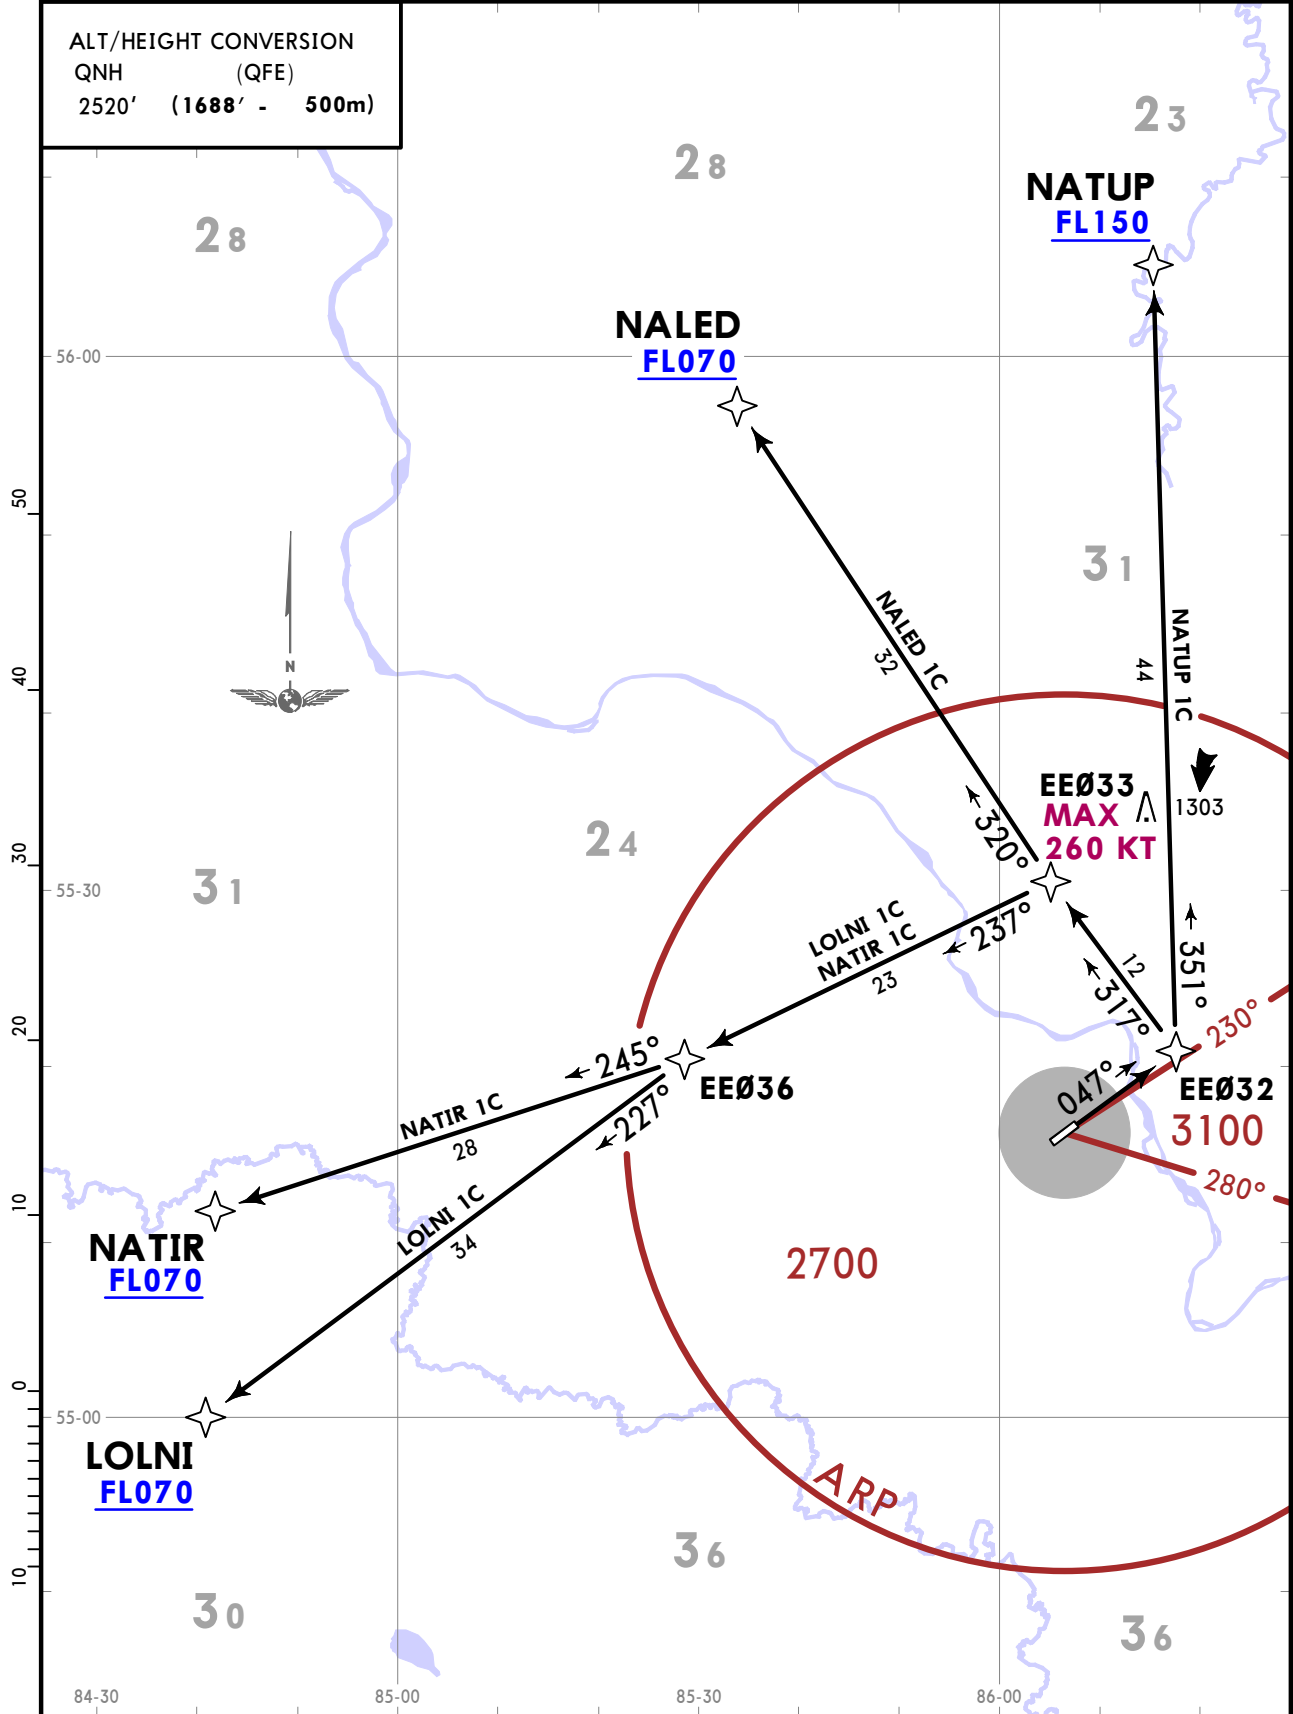 ALT/HEIGHT CONVERSION
QNH (QFE)
2520' (1688' - 500m)
23
28
NATUP
FL150
28
NALED
FL070
56-00
50
31
NALED 1C
32
NATUP 1C
44
N
40
EEØ33
MAX
260 KT
1303
24
320°
30
31
55-30
LOLNI 1C
NATIR 1C
23
237°
12
317°
351°
230°
20
245°
EEØ36
047°
EEØ32
3100
227°
NATIR 1C
28
280°
10
LOLNI 1C
34
NATIR
FL070
2700
0
55-00
LOLNI
FL070
ARP
36
10
30
36
84-30
85-00
85-30
86-00